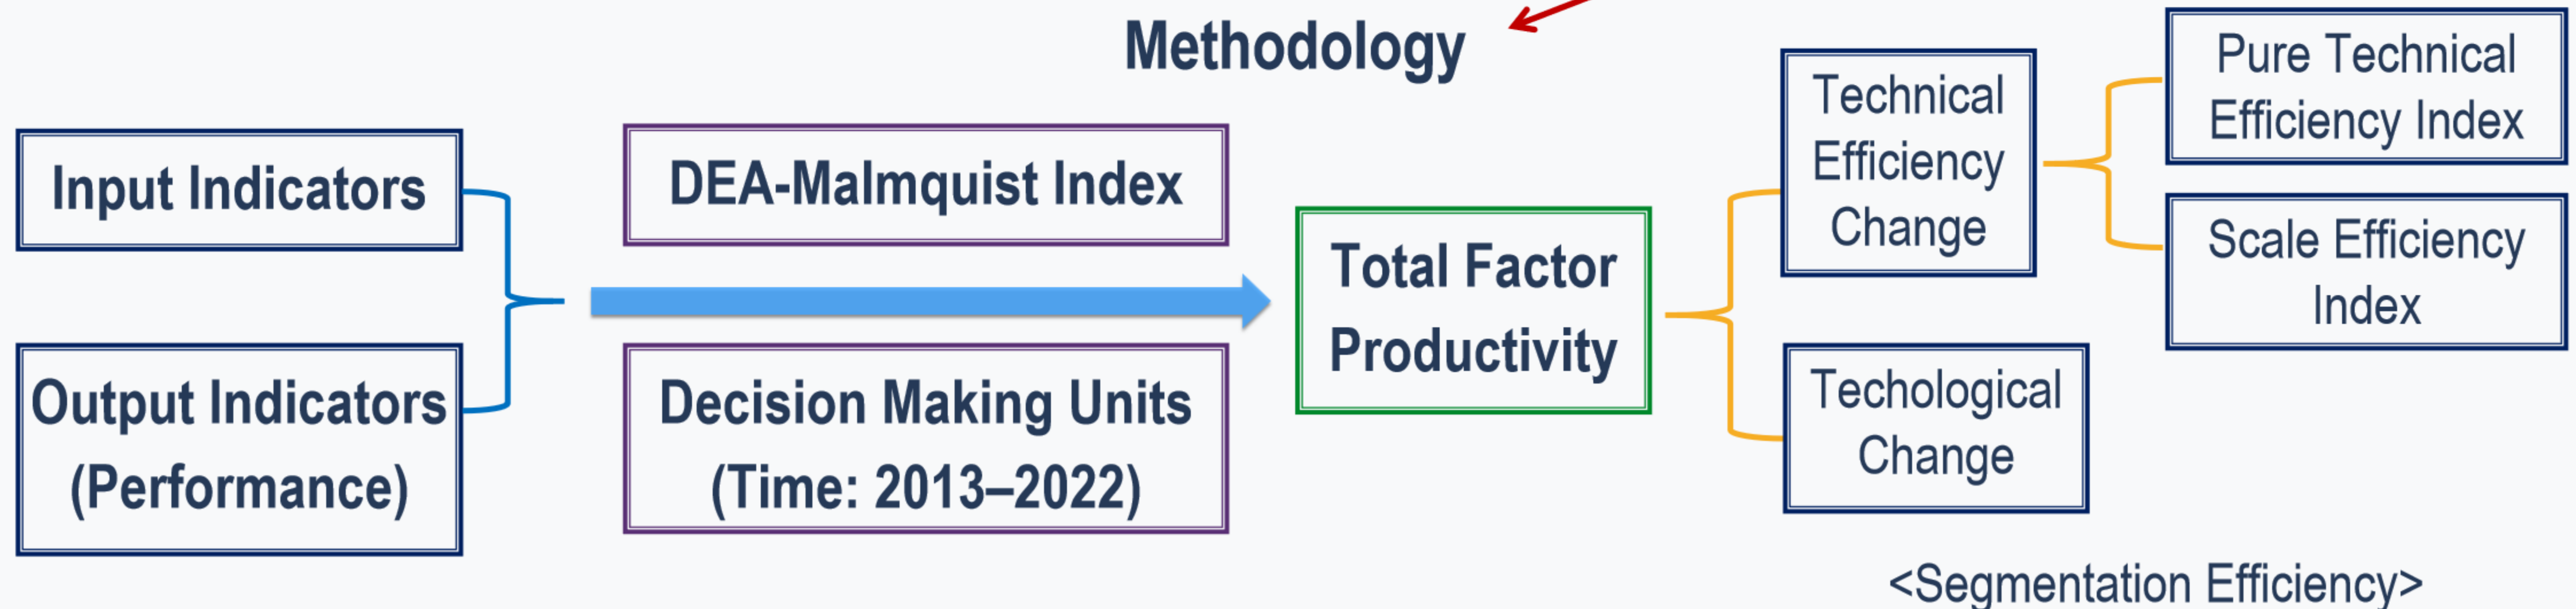 Methodology
Input Indicators
Output Indicators
(Performance)
DEA-Malmquist Index
Decision Making Units
(Time: 2013–2022)
Total Factor
Productivity
Technical
Efficiency
Change
Techological
Change
Pure Technical
Efficiency Index
Scale Efficiency
Index
<Segmentation Efficiency>